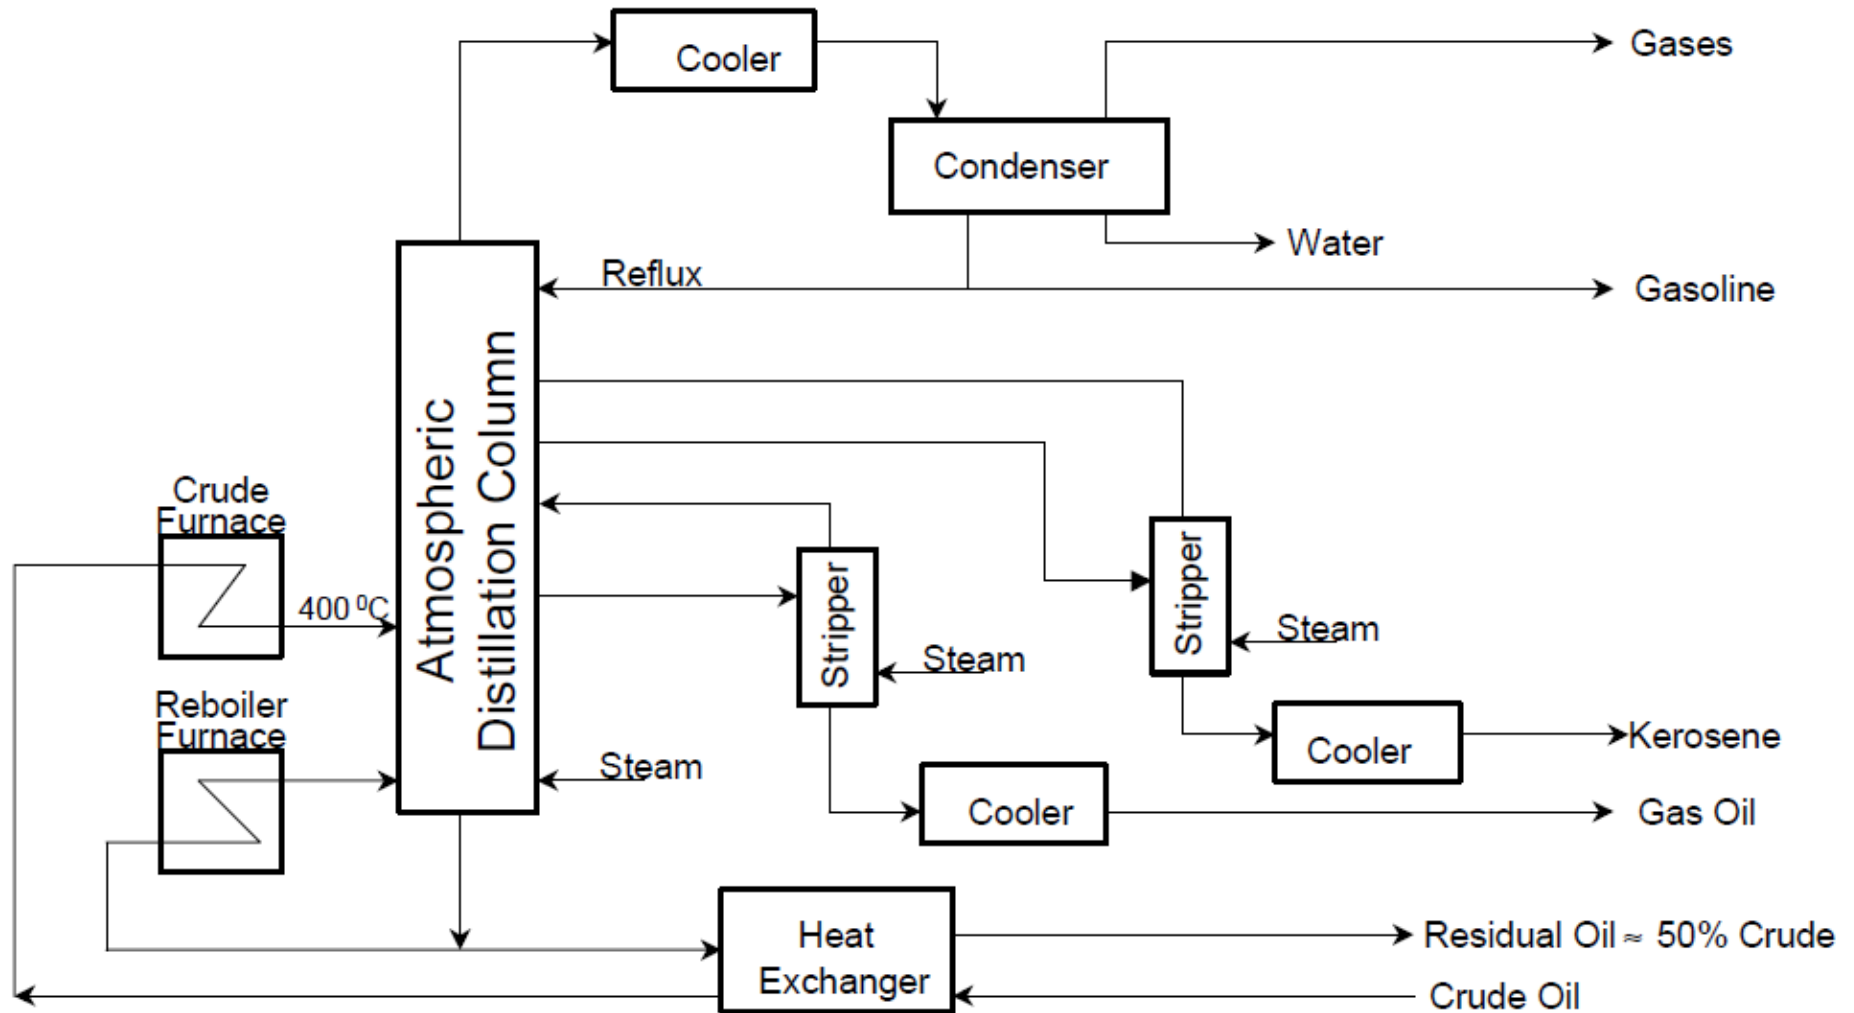 Cooler
Gases
Condenser
Water
Reflux
Gasoline
Atmospheric
Distillation Column
Crude
Furnace
400 ⁰C
Stripper
Steam
Stripper
Steam
Reboiler
Furnace
Steam
Cooler
Kerosene
Cooler
Gas Oil
Heat
Exchanger
Residual Oil ≈ 50% Crude
Crude Oil